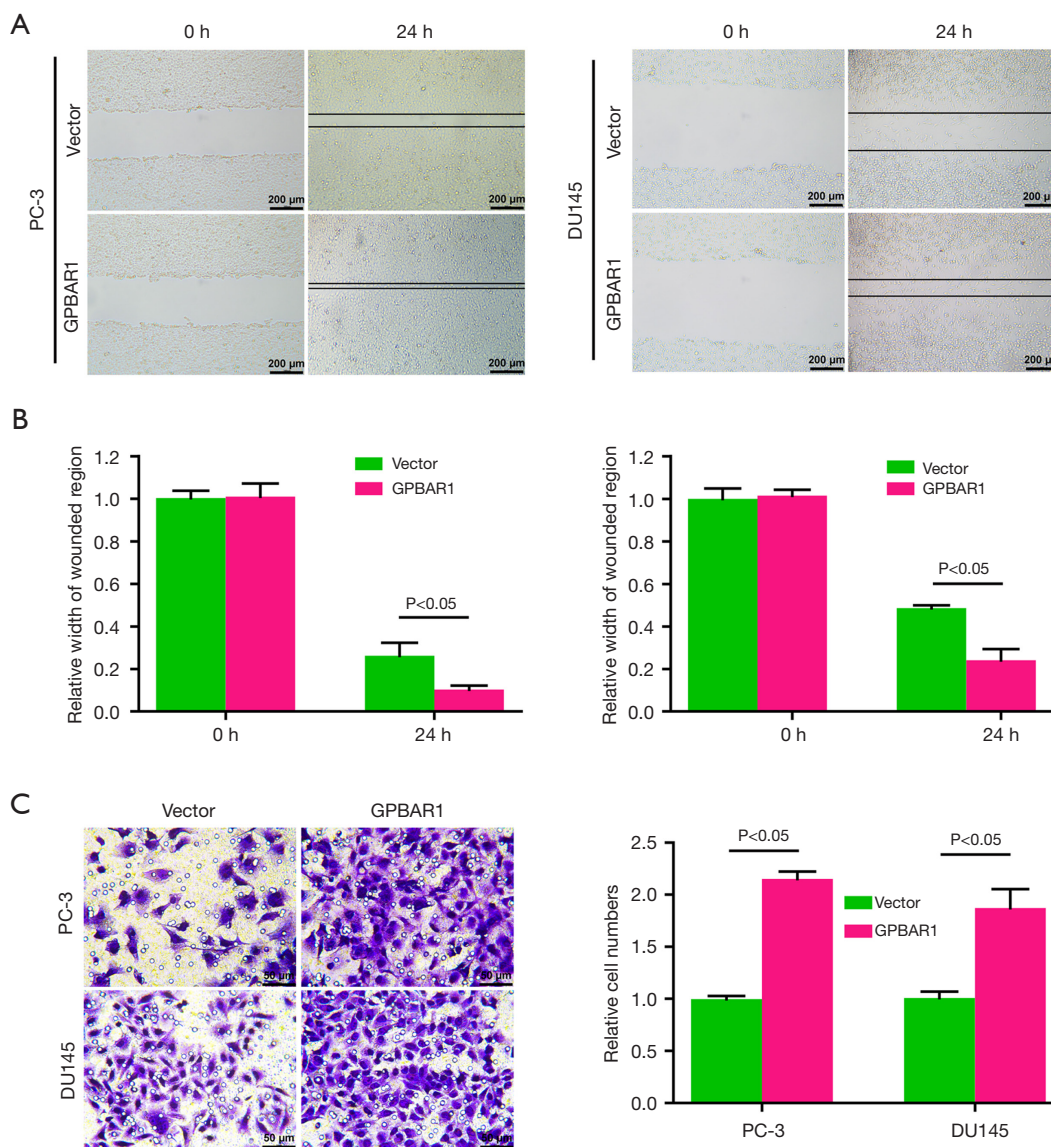 A
0 h
24 h
0 h
24 h
PC-3
Vector
200 µm
200 µm
GPBAR1
200 µm
200 µm
DU145
Vector
200 µm
200 µm
GPBAR1
200 µm
200 µm
B
Relative width of wounded region
1.2
1.0
0.8
0.6
0.4
0.2
0.0
Vector
GPBAR1
P<0.05
0 h
24 h
Relative width of wounded region
1.2
1.0
0.8
0.6
0.4
0.2
0.0
Vector
GPBAR1
P<0.05
0 h
24 h
C
Vector
GPBAR1
PC-3
50 µm
50 µm
DU145
50 µm
50 µm
Relative cell numbers
2.5
2.0
1.5
1.0
0.5
0.0
P<0.05
P<0.05
Vector
GPBAR1
PC-3
DU145